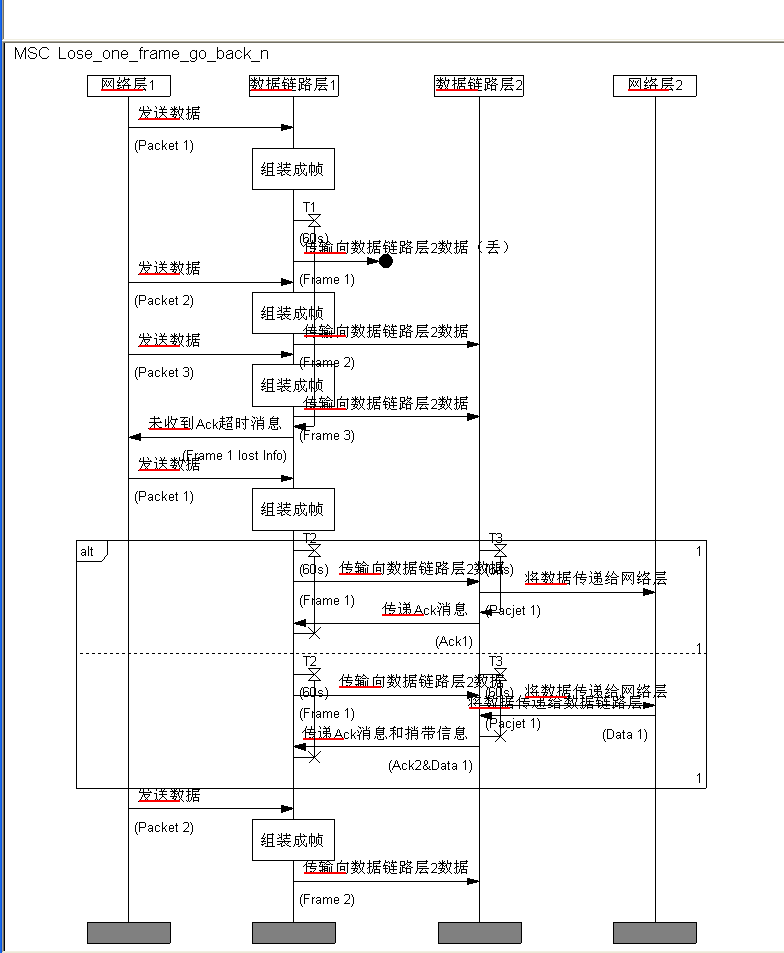 MSC Lose_one_frame_go_back_n
网络层1
数据链路层1
数据链路层2
网络层2
发送数据
(Packet 1)
组装成帧
T1
(60s)
传输向数据链路层2数据（丢）
(Frame 1)
发送数据
(Packet 2)
组装成帧
传输向数据链路层2数据
(Frame 2)
发送数据
(Packet 3)
组装成帧
传输向数据链路层2数据
(Frame 3)
未收到Ack超时消息
(Frame 1 lost Info)
发送数据
(Packet 1)
组装成帧
alt
1
T2
T3
(60s)
传输向数据链路层2数据
(60s)
将数据传递给网络层
(Frame 1)
(Pacjet 1)
传递Ack消息
(Ack1)
1
T2
T3
(60s)
传输向数据链路层2数据
(60s)
将数据传递给网络层
将数据传递给数据链路层
(Frame 1)
(Pacjet 1)
(Data 1)
传递Ack消息和捎带信息
(Ack2&Data 1)
1
发送数据
(Packet 2)
组装成帧
传输向数据链路层2数据
(Frame 2)